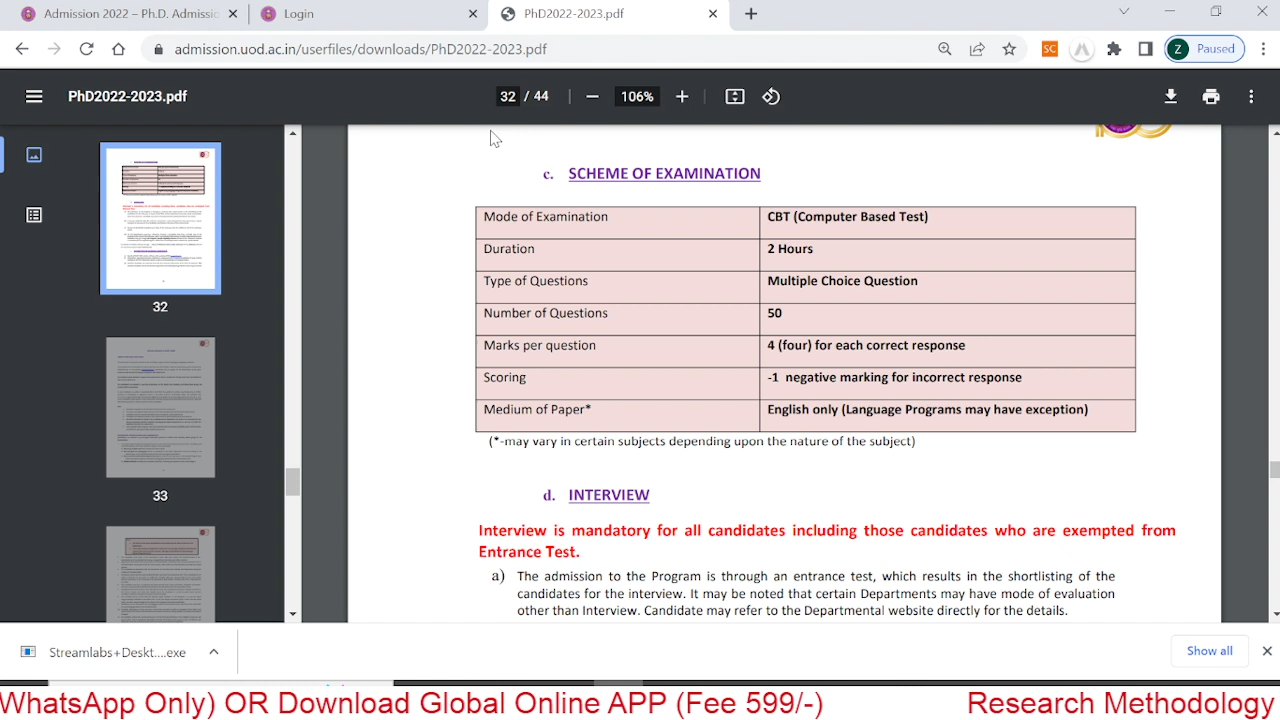 Admission 2022 – Ph.D. Admissio
Login
PhD2022-2023.pdf
admission.uod.ac.in/userfiles/downloads/PhD2022-2023.pdf
SC
Z Paused
PhD2022-2023.pdf
32 / 44
106%
32
33
c. SCHEME OF EXAMINATION
Mode of Examination CBT (Computer Based Test)
Duration 2 Hours
Type of Questions Multiple Choice Question
Number of Questions 50
Marks per question 4 (four) for each correct response
Scoring -1 negative marking for incorrect response
Medium of Paper* English only (Language Programs may have exception)
(*-may vary in certain subjects depending upon the nature of the subject)
d. INTERVIEW
Interview is mandatory for all candidates including those candidates who are exempted from
Entrance Test.
a) The admission to the Program is through an entrance test, which results in the shortlisting of the
candidates for the interview. It may be noted that certain Departments may have mode of evaluation
other than Interview. Candidate may refer to the Departmental website directly for the details.
Streamlabs+Deskt....exe
Show all
WhatsApp Only) OR Download Global Online APP (Fee 599/-) Research Methodology